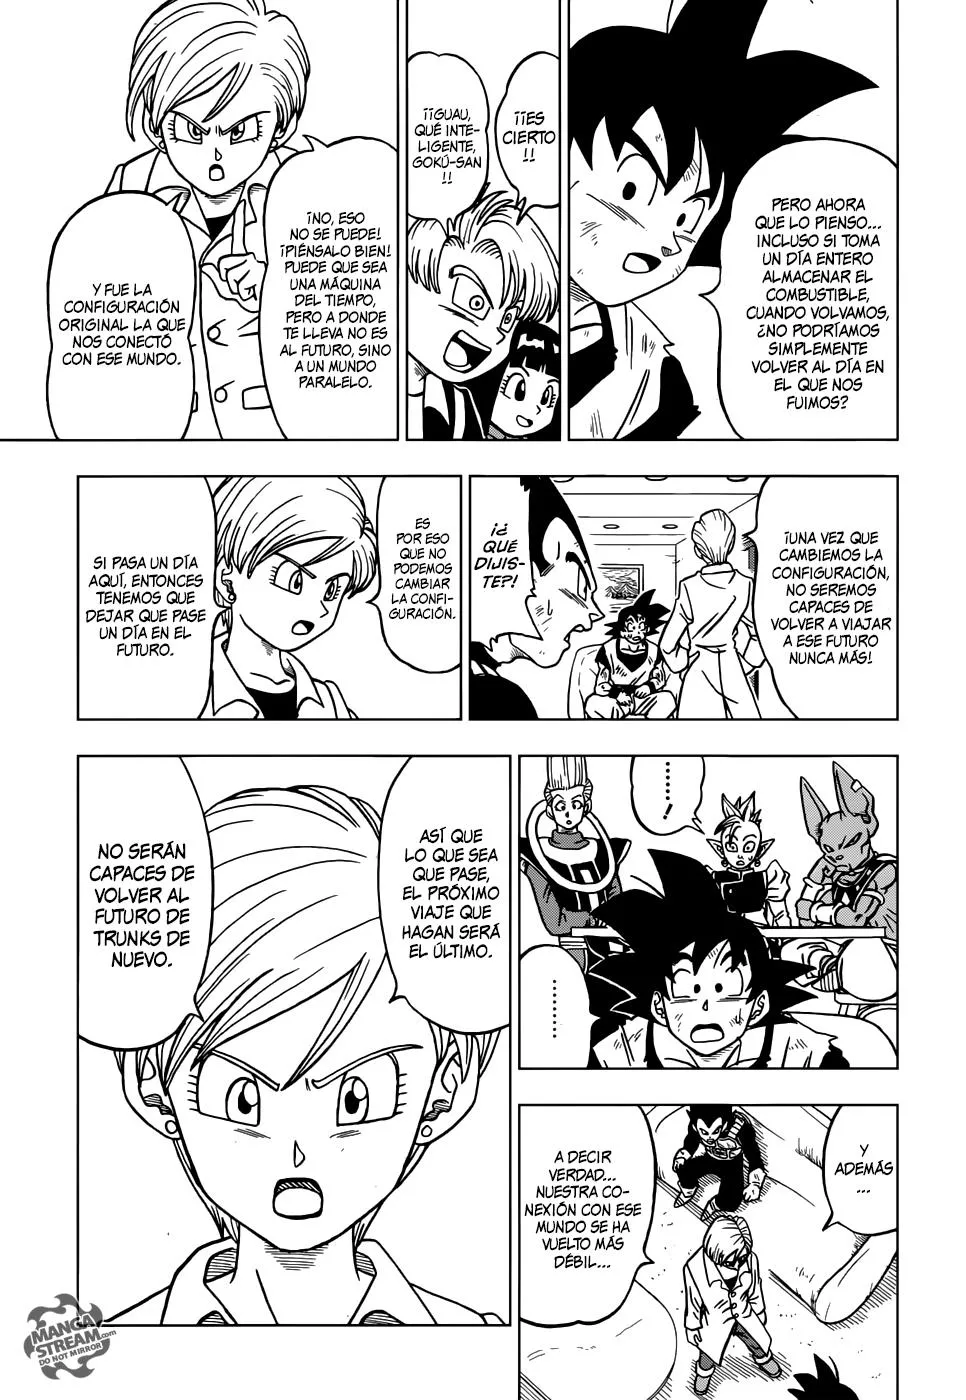 PERO AHORA
QUE LO PIENSO...
INCLUSO SI TOMA
UN DÍA ENTERO
ALMACENAR EL
COMBUSTIBLE,
CUANDO VOLVAMOS,
¿NO PODRÍAMOS
SIMPLEMENTE
VOLVER AL DÍA EN
EL QUE NOS
FUIMOS?
¡¡ES
CIERTO
!!
¡¡GUAU,
QUÉ INTE-
LIGENTE,
GOKÚ-SAN
!!
¡NO, ESO
NO SE PUEDE!
¡PIÉNSALO BIEN!
PUEDE QUE SEA
UNA MÁQUINA
DEL TIEMPO,
PERO A DONDE
TE LLEVA NO ES
AL FUTURO, SINO
A UN MUNDO
PARALELO.
Y FUE LA
CONFIGURACIÓN
ORIGINAL LA QUE
NOS CONECTÓ
CON ESE MUNDO.
¡UNA VEZ QUE
CAMBIEMOS LA
CONFIGURACIÓN,
NO SEREMOS
CAPACES DE
VOLVER A VIAJAR
A ESE FUTURO
NUNCA MÁS!
¡¿
QUÉ
DIJIS-
TE?!
ES
POR ESO
QUE NO
PODEMOS
CAMBIAR
LA CONFI-
GURACIÓN.
SI PASA UN DÍA
AQUÍ, ENTONCES
TENEMOS QUE
DEJAR QUE PASE
UN DÍA EN EL
FUTURO.
......
......
ASÍ QUE
LO QUE SEA
QUE PASE,
EL PRÓXIMO
VIAJE QUE
HAGAN SERÁ
EL ÚLTIMO.
NO SERÁN
CAPACES DE
VOLVER AL
FUTURO DE
TRUNKS DE
NUEVO.
Y
ADEMÁS
...
A DECIR
VERDAD...
NUESTRA CO-
NEXIÓN CON ESE
MUNDO SE HA
VUELTO MÁS
DÉBIL...
MANGA
STREAM.com
DO NOT MIRROR